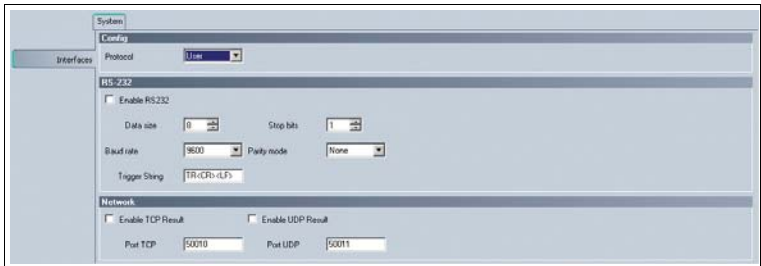 System
Interfaces
Config
Protocol User
RS-232
Enable RS232
Data size 8 Stop bits 1
Baud rate 9600 Parity mode None
Trigger String TR<CR><LF>
Network
Enable TCP Result Enable UDP Result
Port TCP 50010 Port UDP 50011